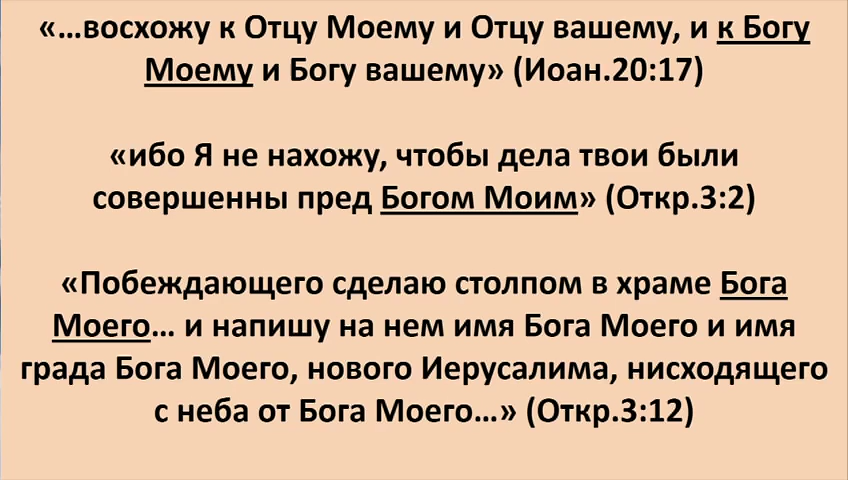 «...восхожу к Отцу Моему и Отцу вашему, и к Богу
Моему и Богу вашему» (Иоан.20:17)
«ибо Я не нахожу, чтобы дела твои были
совершенны пред Богом Моим» (Откр.3:2)
«Побеждающего сделаю столпом в храме Бога
Моего... и напишу на нем имя Бога Моего и имя
града Бога Моего, нового Иерусалима, нисходящего
с неба от Бога Моего...» (Откр.3:12)